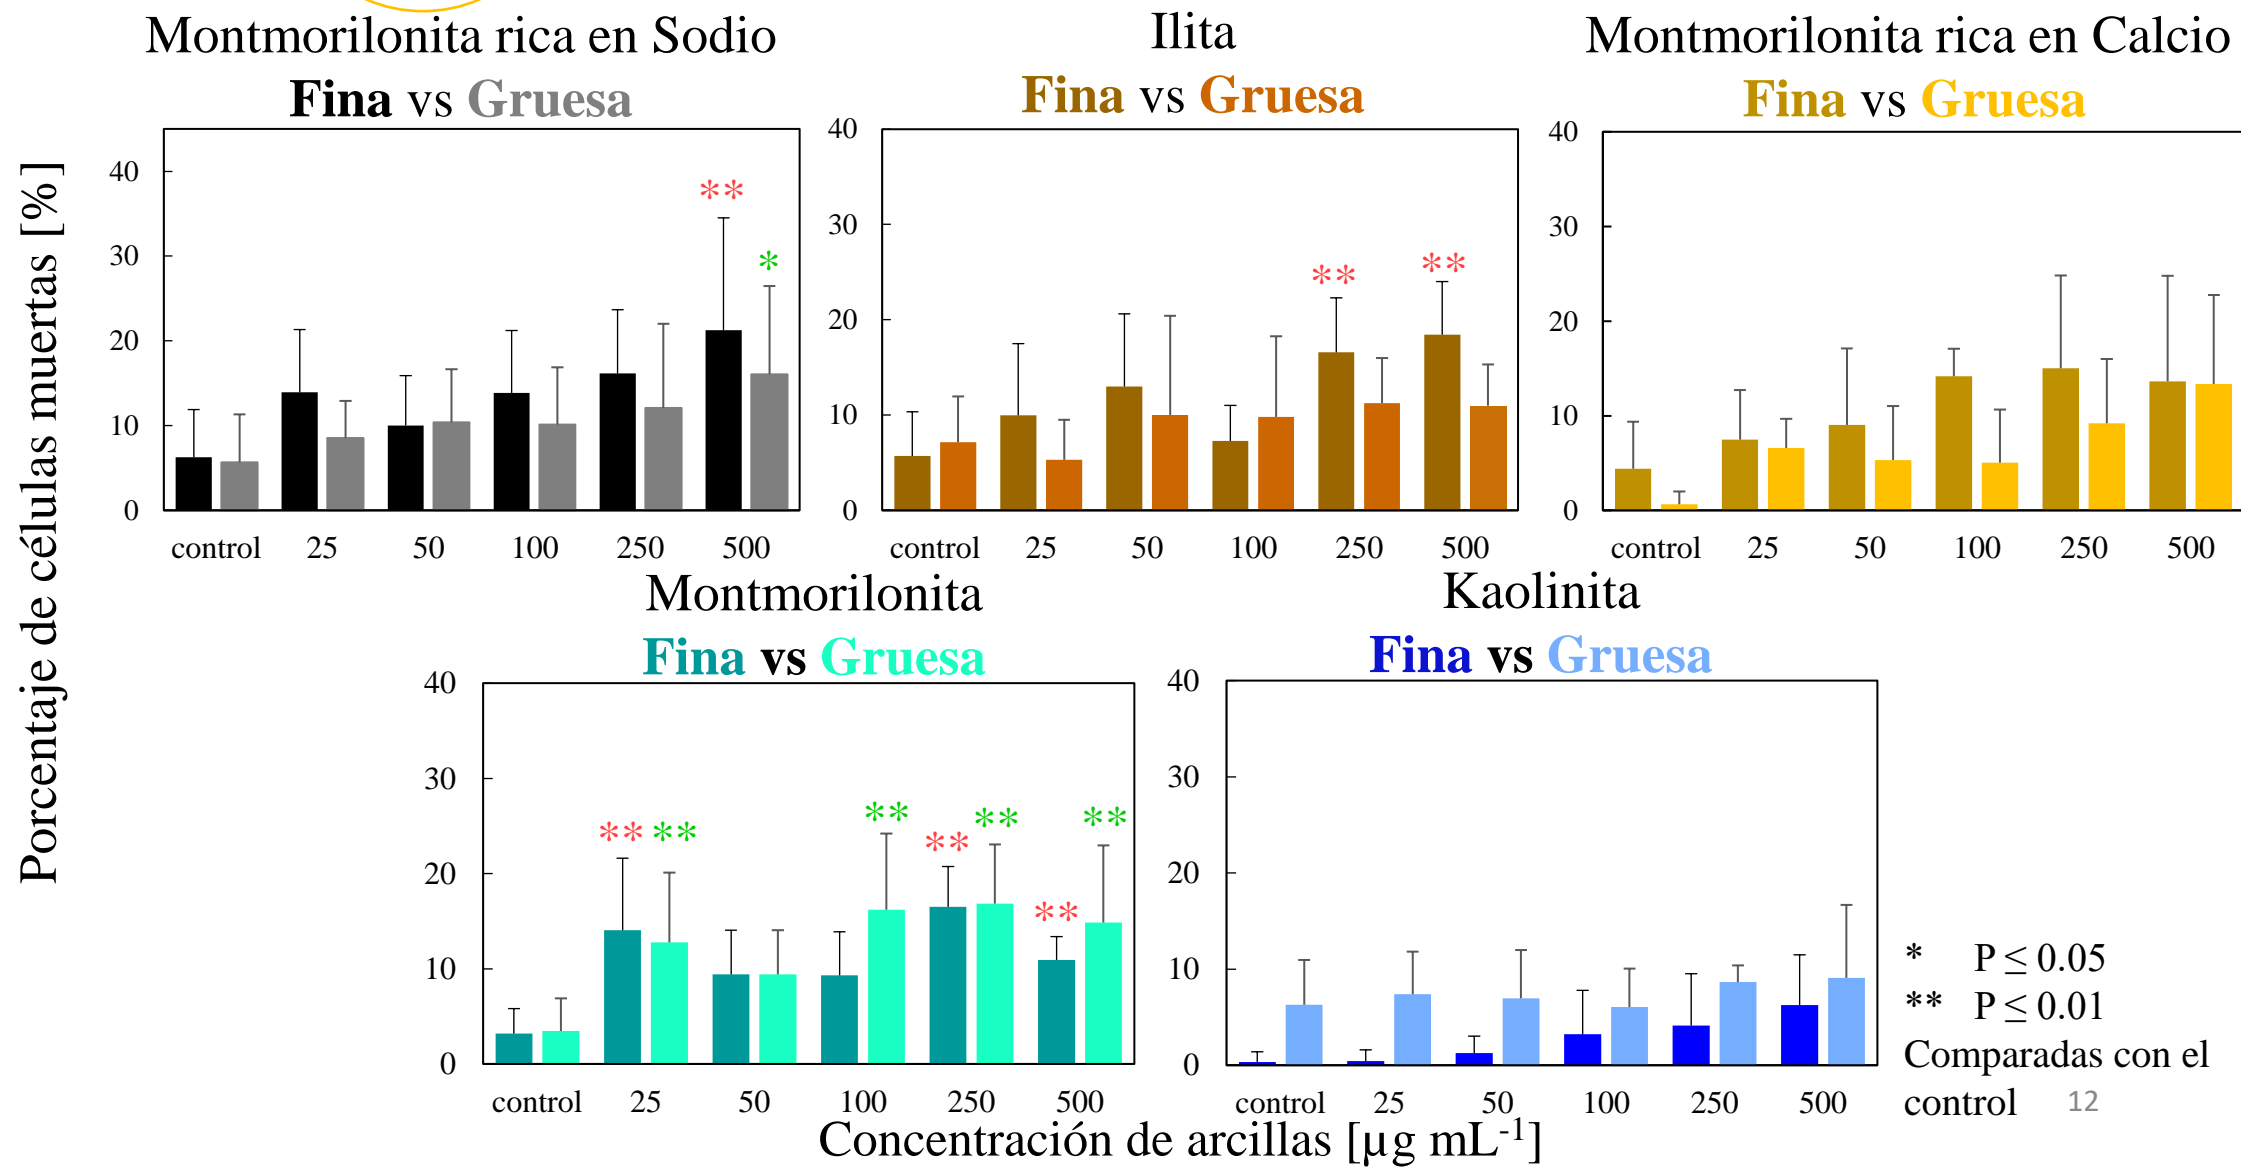 Montmorilonita rica en Sodio
Fina vs Gruesa
Ilita
Fina vs Gruesa
Montmorilonita rica en Calcio
Fina vs Gruesa
Porcentaje de células muertas [%]
40
30
20
10
0
**
*
control 25 50 100 250 500
40
30
20
10
0
** **
control 25 50 100 250 500
40
30
20
10
0
control 25 50 100 250 500
Montmorilonita
Fina vs Gruesa
40
30
20
10
0
** ** ** ** ** ** **
control 25 50 100 250 500
Kaolinita
Fina vs Gruesa
40
30
20
10
0
control 25 50 100 250 500
Concentración de arcillas [µg mL-1]
* P ≤ 0.05
** P ≤ 0.01
Comparadas con el
control
12